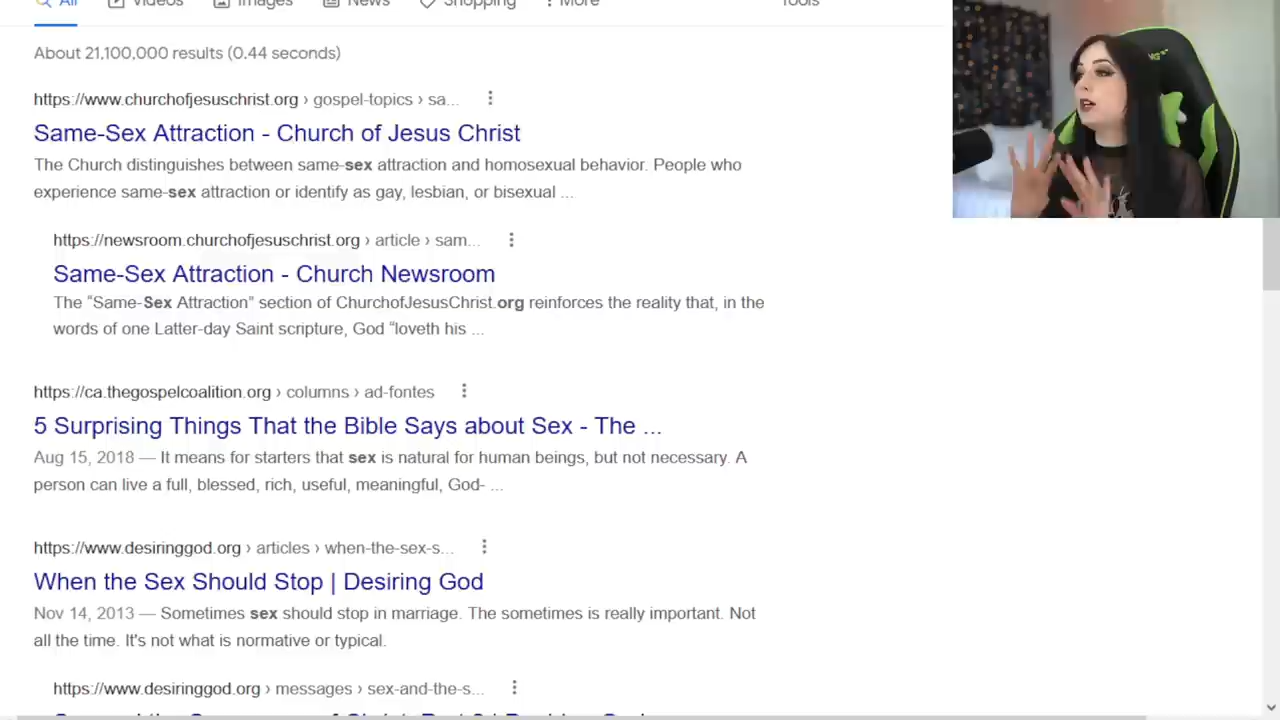 All Videos Images News Shopping More Tools
About 21,100,000 results (0.44 seconds)
https://www.churchofjesuschrist.org › gospel-topics › sa...
Same-Sex Attraction - Church of Jesus Christ
The Church distinguishes between same-sex attraction and homosexual behavior. People who
experience same-sex attraction or identify as gay, lesbian, or bisexual ...
https://newsroom.churchofjesuschrist.org › article › sam...
Same-Sex Attraction - Church Newsroom
The “Same-Sex Attraction” section of ChurchofJesusChrist.org reinforces the reality that, in the
words of one Latter-day Saint scripture, God “loveth his ...
https://ca.thegospelcoalition.org › columns › ad-fontes
5 Surprising Things That the Bible Says about Sex - The ...
Aug 15, 2018 — It means for starters that sex is natural for human beings, but not necessary. A
person can live a full, blessed, rich, useful, meaningful, God- ...
https://www.desiringgod.org › articles › when-the-sex-s...
When the Sex Should Stop | Desiring God
Nov 14, 2013 — Sometimes sex should stop in marriage. The sometimes is really important. Not
all the time. It's not what is normative or typical.
https://www.desiringgod.org › messages › sex-and-the-s...